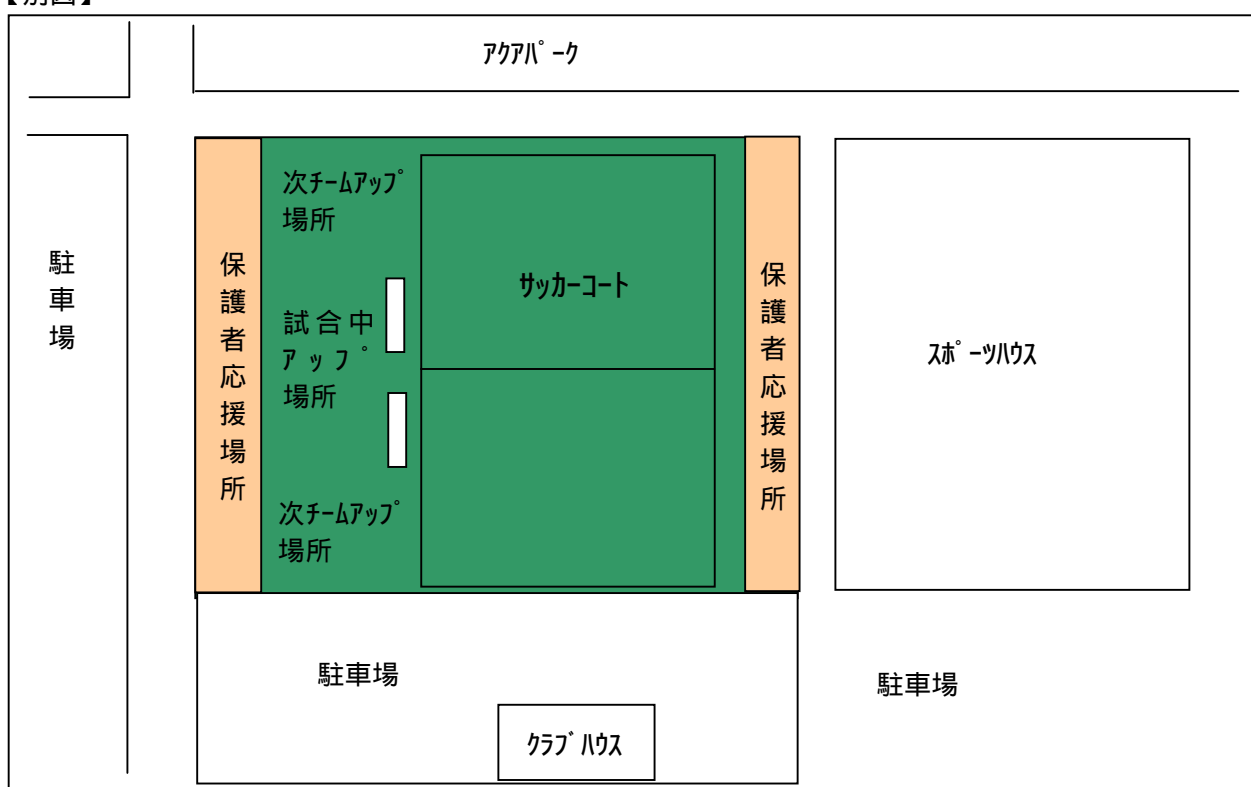 【別図】
ｱｸｱﾊﾟｰｸ
駐車場
保護者応援場所
次ﾁｰﾑｱｯﾌﾟ
場所
試合中
ｱｯﾌﾟ
場所
次ﾁｰﾑｱｯﾌﾟ
場所
ｻｯｶｰｺｰﾄ
保護者応援場所
ｽﾎﾟｰﾂﾊｳｽ
駐車場
ｸﾗﾌﾞﾊｳｽ
駐車場